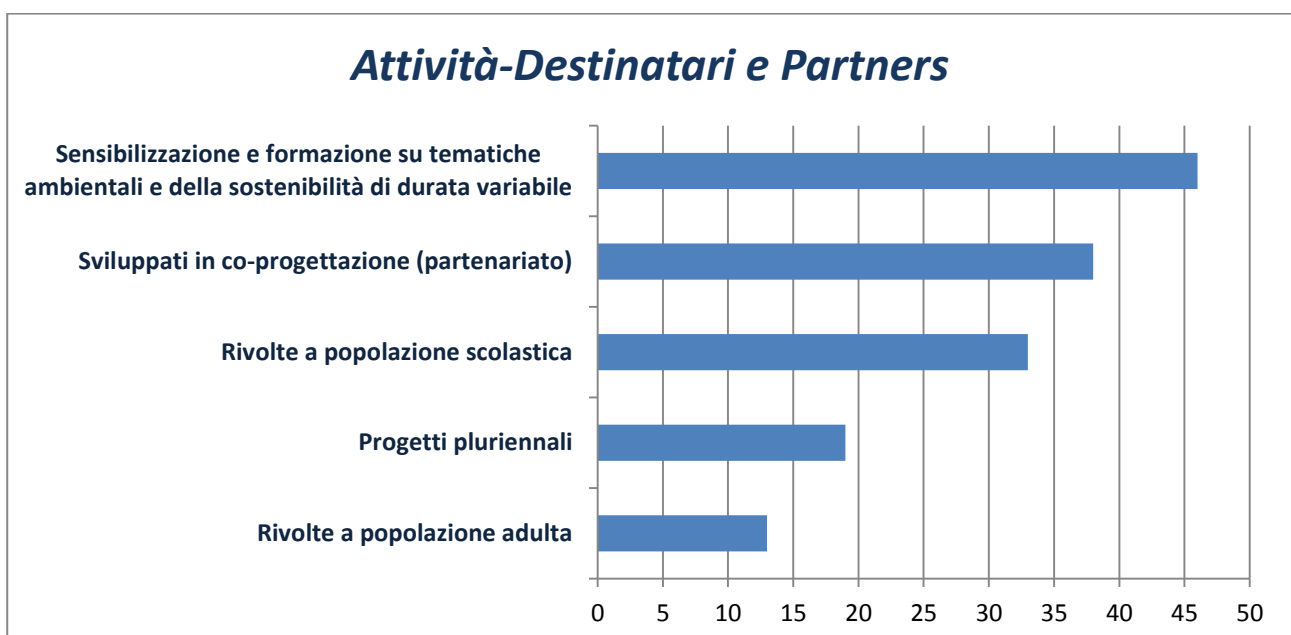 Attività-Destinatari e Partners
Sensibilizzazione e formazione su tematiche
ambientali e della sostenibilità di durata variabile
Sviluppati in co-progettazione (partenariato)
Rivolte a popolazione scolastica
Progetti pluriennali
Rivolte a popolazione adulta
0 5 10 15 20 25 30 35 40 45 50